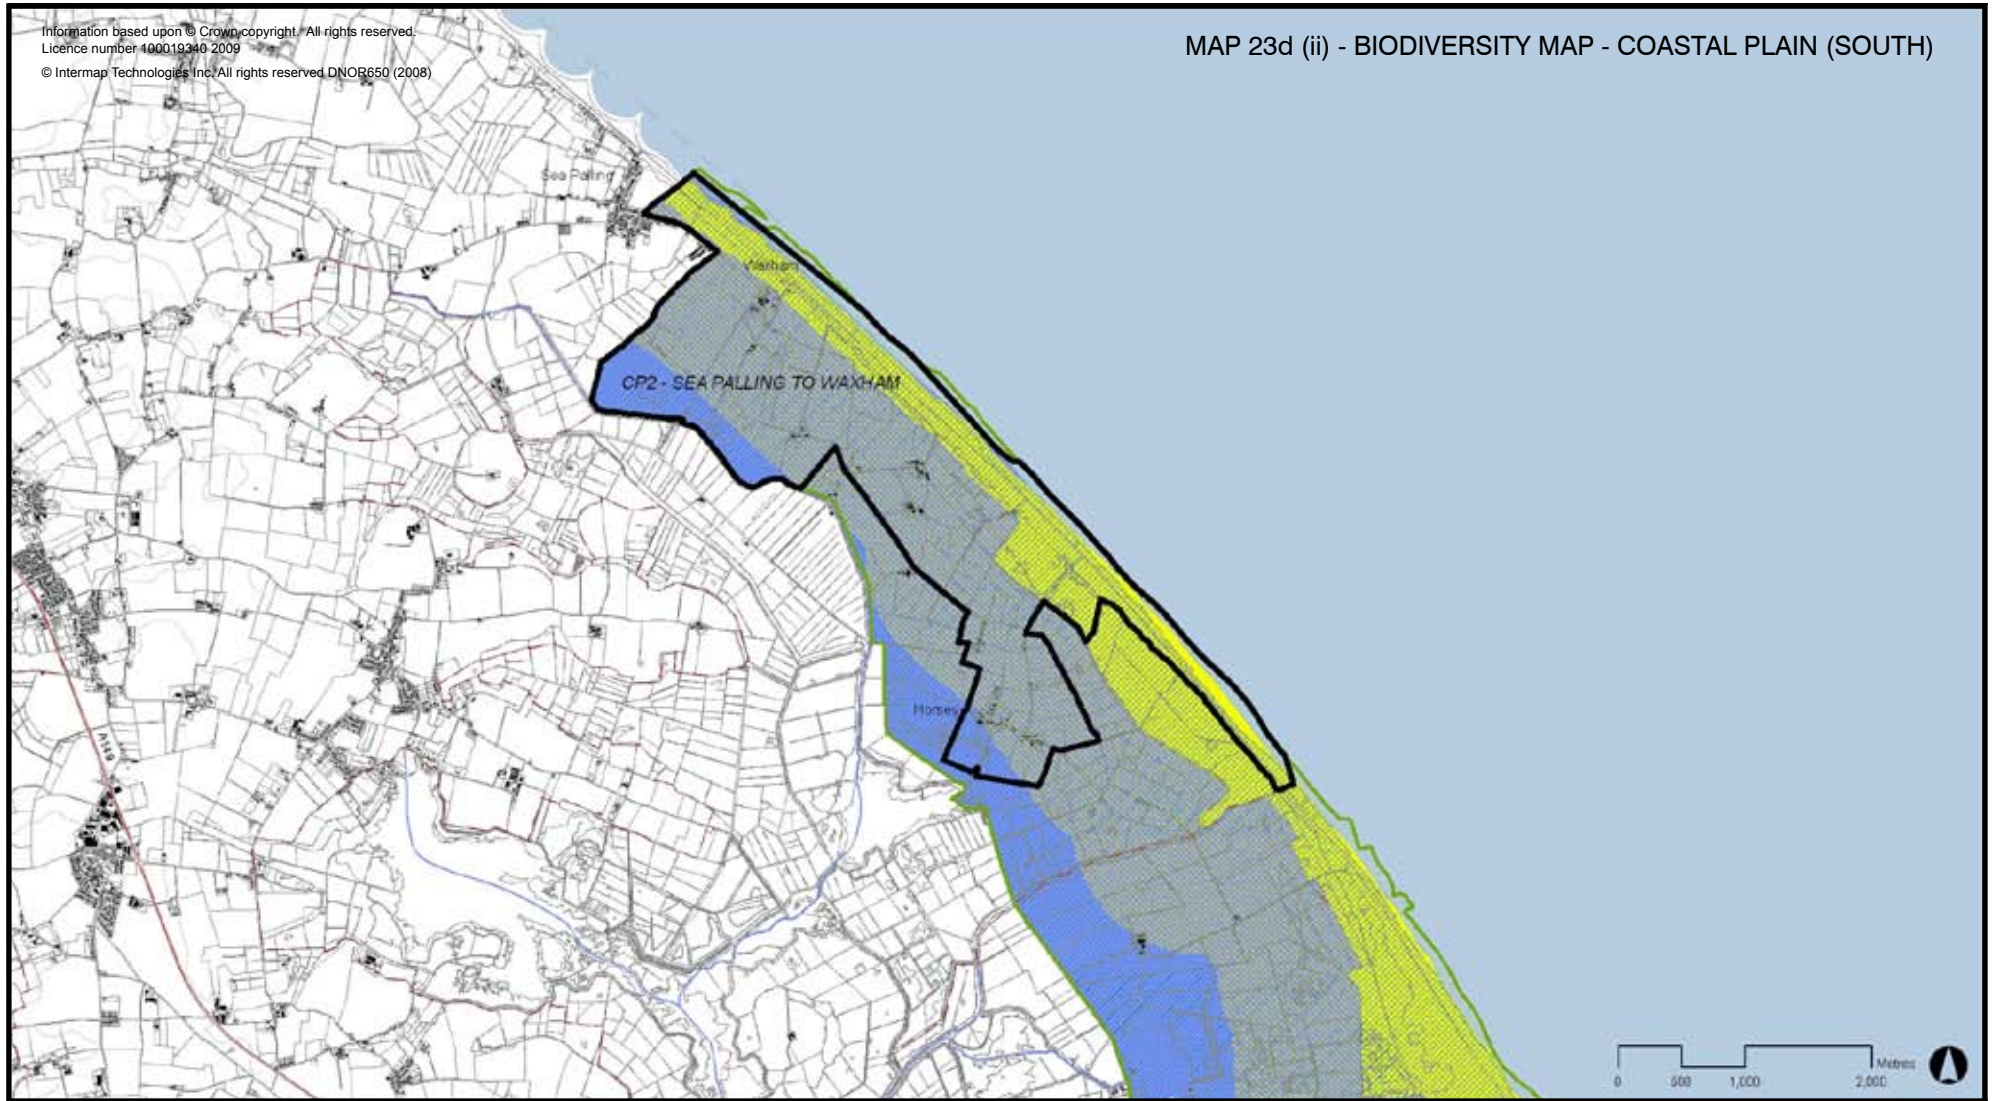 Information based upon © Crown copyright. All rights reserved.
Licence number 100019340 2009
© Intermap Technologies Inc. All rights reserved DNOR650 (2008)
MAP 23d (ii) - BIODIVERSITY MAP - COASTAL PLAIN (SOUTH)
Sea Palling
Waxham
CP2 - SEA PALLING TO WAXHAM
Horsey
A149
Metres
0 500 1,000 2,000